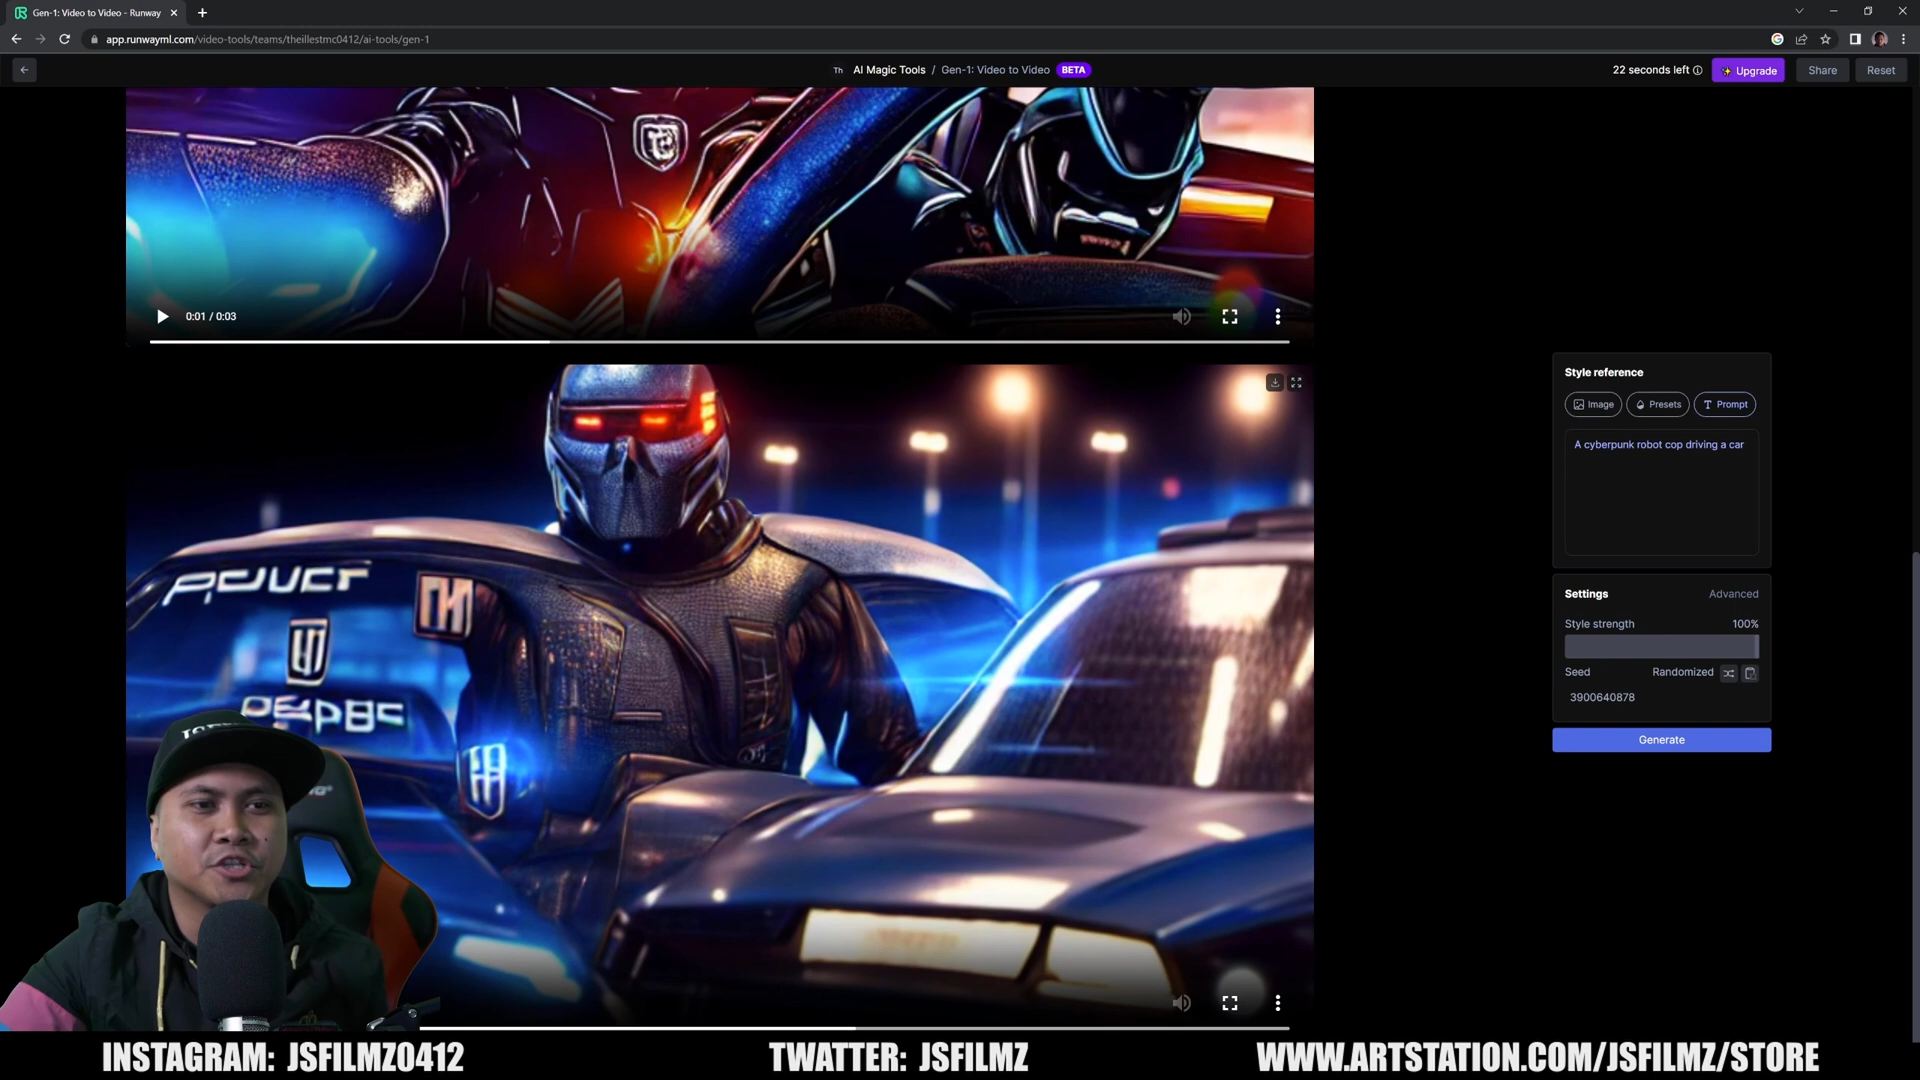 Gen-1: Video to Video - Runway
app.runwayml.com/video-tools/teams/theillestmc0412/ai-tools/gen-1
Th AI Magic Tools / Gen-1: Video to Video BETA
22 seconds left
Upgrade
Share
Reset
0:01 / 0:03
Style reference
Image
Presets
Prompt
A cyberpunk robot cop driving a car
Settings
Advanced
Style strength
100%
Seed
Randomized
3900640878
Generate
INSTAGRAM: JSFILMZ0412
TWATTER: JSFILMZ
WWW.ARTSTATION.COM/JSFILMZ/STORE